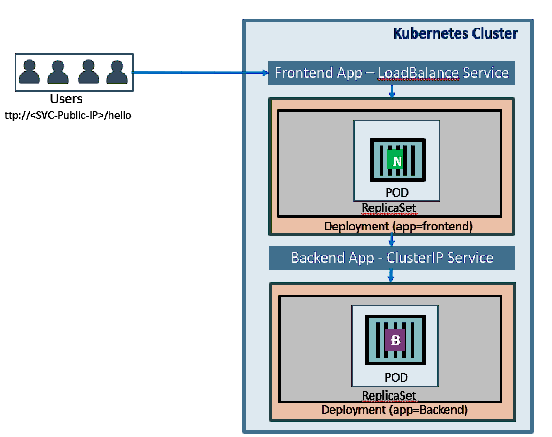 Kubernetes Cluster
Frontend App – LoadBalance Service
Users
ttp://<SVC-Public-IP>/hello
N
POD
ReplicaSet
Deployment (app=frontend)
Backend App - ClusterIP Service
B
POD
ReplicaSet
Deployment (app=Backend)